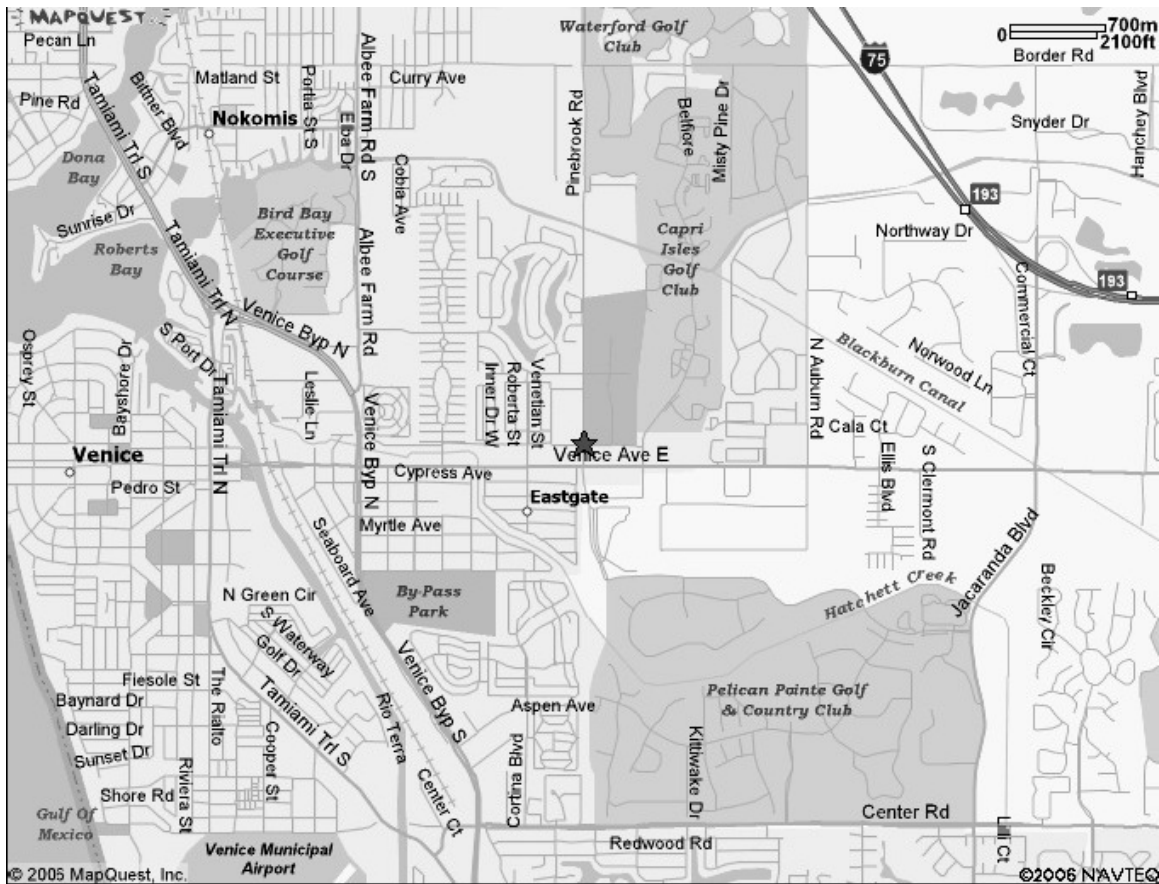 MAPQUEST
Waterford Golf
Club
700m
0
2100ft
Pecan Ln
Border Rd
75
Matland St
Curry Ave
Albee Farm Rd S
Portia St S
Elba Dr
Pine Rd
Bittner Blvd
Tamiami Trl S
Nokomis
Pinebrook Rd
Belfiore
Misty Pine Dr
Snyder Dr
Hanchey Blvd
Dona
Bay
Cobia Ave
193
Sunrise Dr
Bird Bay
Executive
Golf
Course
Capri
Isles
Golf
Club
Northway Dr
Roberts
Bay
Tamiami Trl N
Albee Farm Rd
Commercial Ct
193
Venice Byp N
Osprey St
Bayshore Dr
S Port Dr
Leslie Ln
Inner Dr W
Roberta St
Venetian St
N Auburn Rd
Blackburn Canal
Norwood Ln
Tamiami Trl N
Venice Byp N
Cala Ct
Ellis Blvd
S Clermont Rd
Venice
Venice Ave E
Cypress Ave
Pedro St
Eastgate
Myrtle Ave
Seaboard Ave
Jacaranda Blvd
Beckley Cir
Hatchett Creek
N Green Cir
By-Pass
Park
S Waterway
Golf Dr
Venice Byp S
Fiesole St
The Rialto
Tamiami Trl S
Rio Terra
Baynard Dr
Aspen Ave
Pelican Pointe Golf
& Country Club
Darling Dr
Sunset Dr
Cooper St
Cortina Blvd
Kittiwake Dr
Riviera St
Shore Rd
Center Ct
Center Rd
Gulf Of
Mexico
Lilli Ct
Redwood Rd
Venice Municipal
Airport
© 2006 MapQuest, Inc.
©2006 NAVTEQ